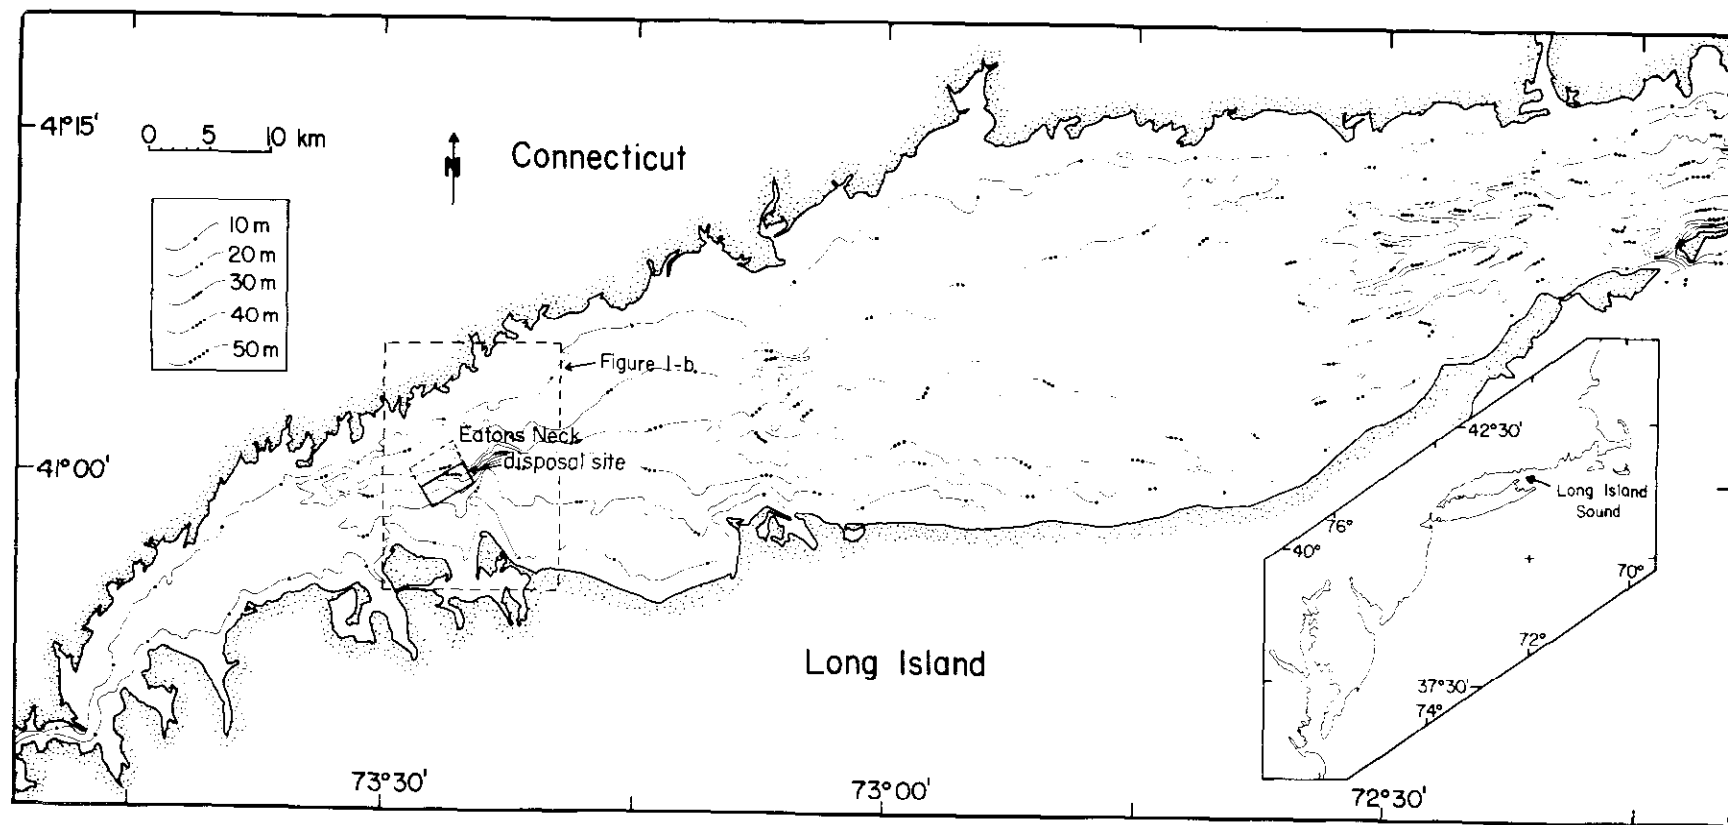 41°15'
0 5 10 km
N
Connecticut
10 m
20 m
30 m
40 m
50 m
Figure 1-b
Eatons Neck
disposal site
41°00'
Long Island
73°30'
73°00'
72°30'
42°30'
Long Island
Sound
76°
40°
70°
72°
37°30'
74°